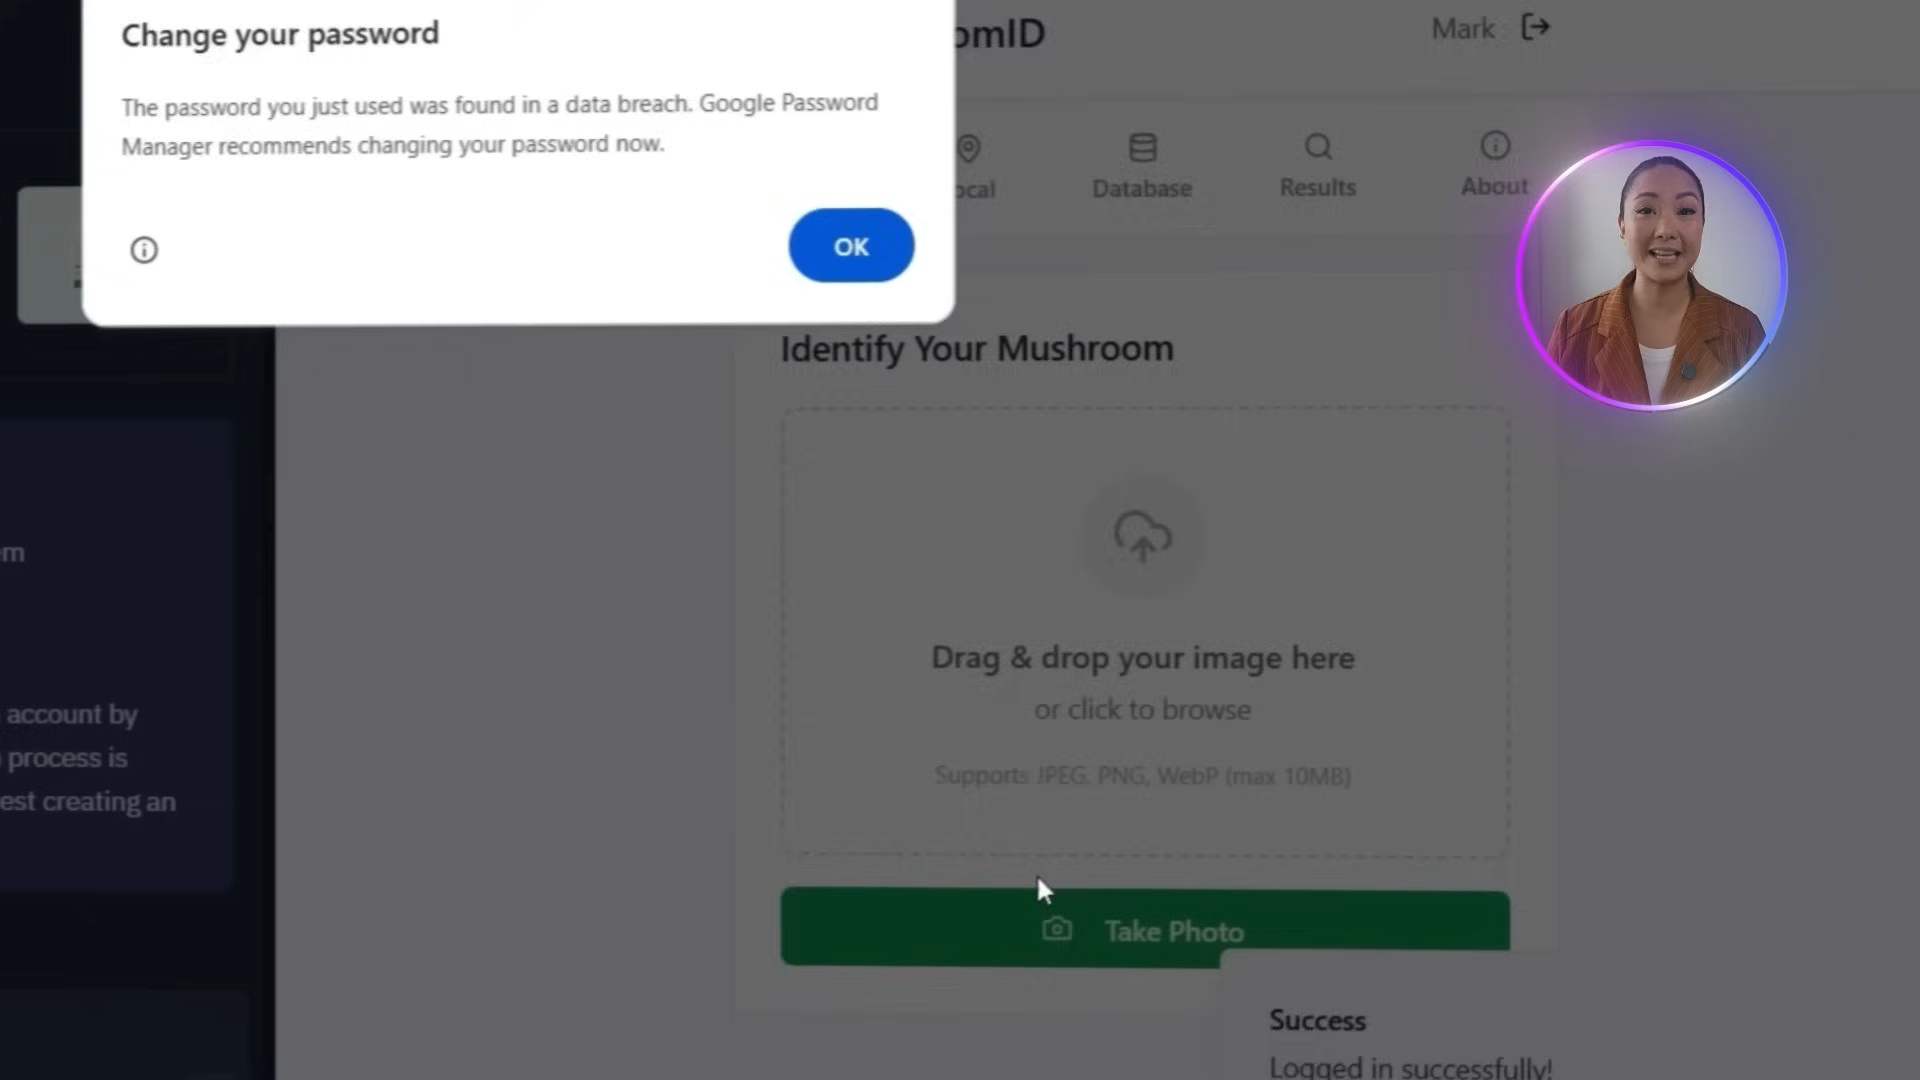 Change your password
The password you just used was found in a data breach. Google Password
Manager recommends changing your password now.
OK
omID
Mark
ocal
Database
Results
About
Identify Your Mushroom
Drag & drop your image here
or click to browse
Supports JPEG, PNG, WebP (max 10MB)
Take Photo
Success
Logged in successfully!
em
account by
process is
est creating an